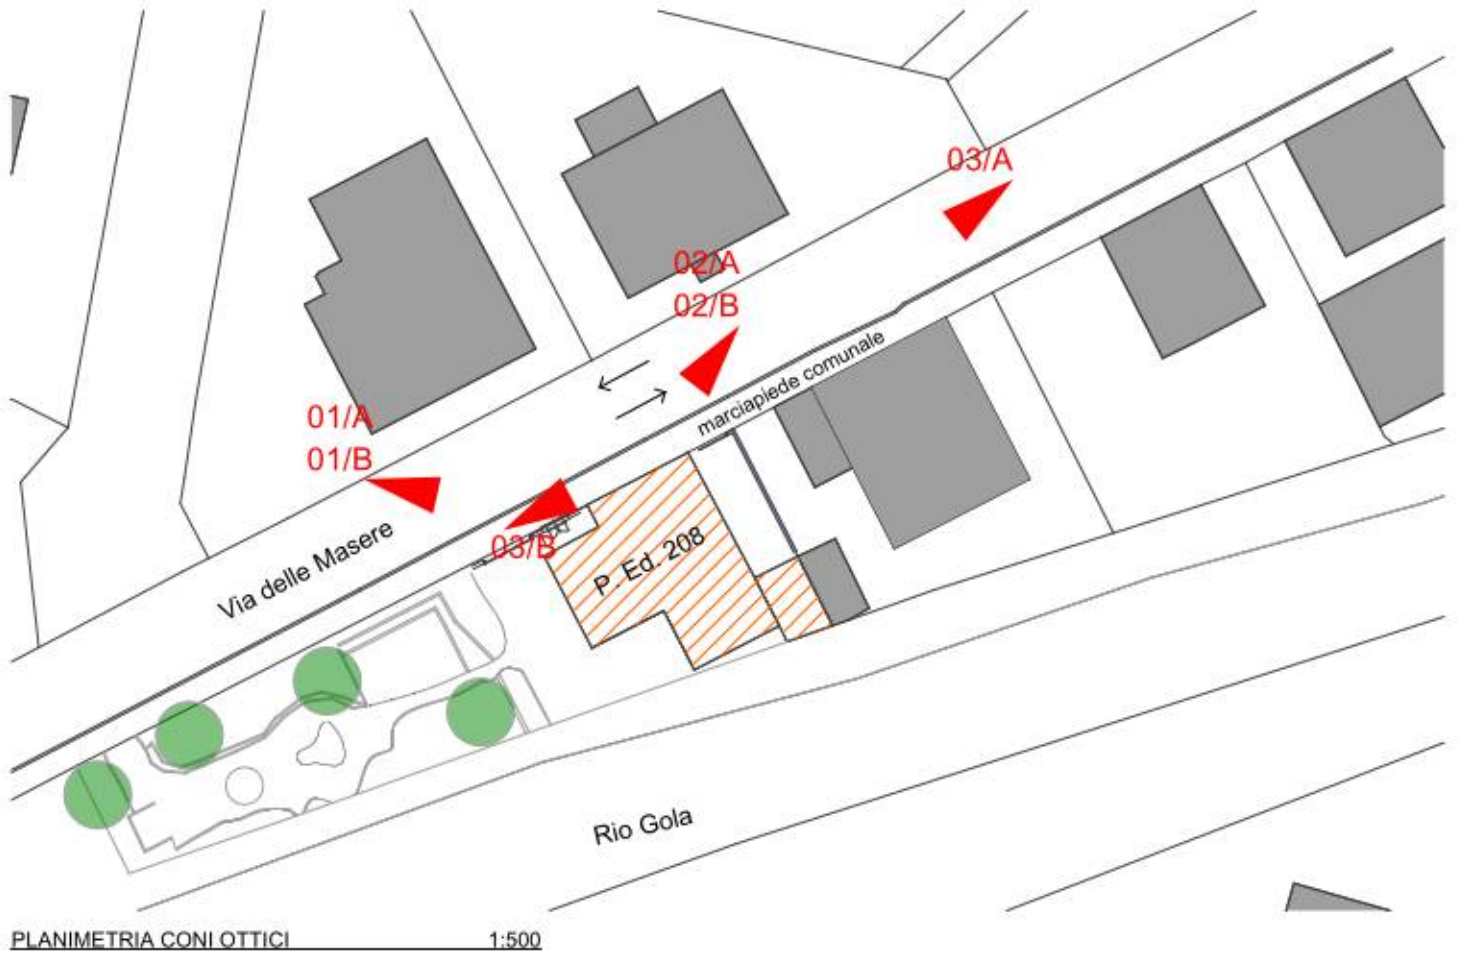 03/A
02/A
02/B
marciapiede comunale
01/A
01/B
Via delle Masere
03/B
P. Ed. 208
Rio Gola
PLANIMETRIA CONI OTTICI 1:500